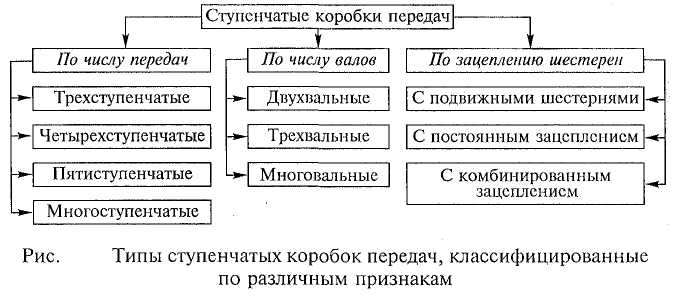 Ступенчатые коробки передач
По числу передач
По числу валов
По зацеплению шестерен
Трехступенчатые
Двухвальные
С подвижными шестернями
Четырехступенчатые
Трехвальные
С постоянным зацеплением
Пятиступенчатые
Многовальные
С комбинированным
зацеплением
Многоступенчатые
Рис. Типы ступенчатых коробок передач, классифицированные
по различным признакам